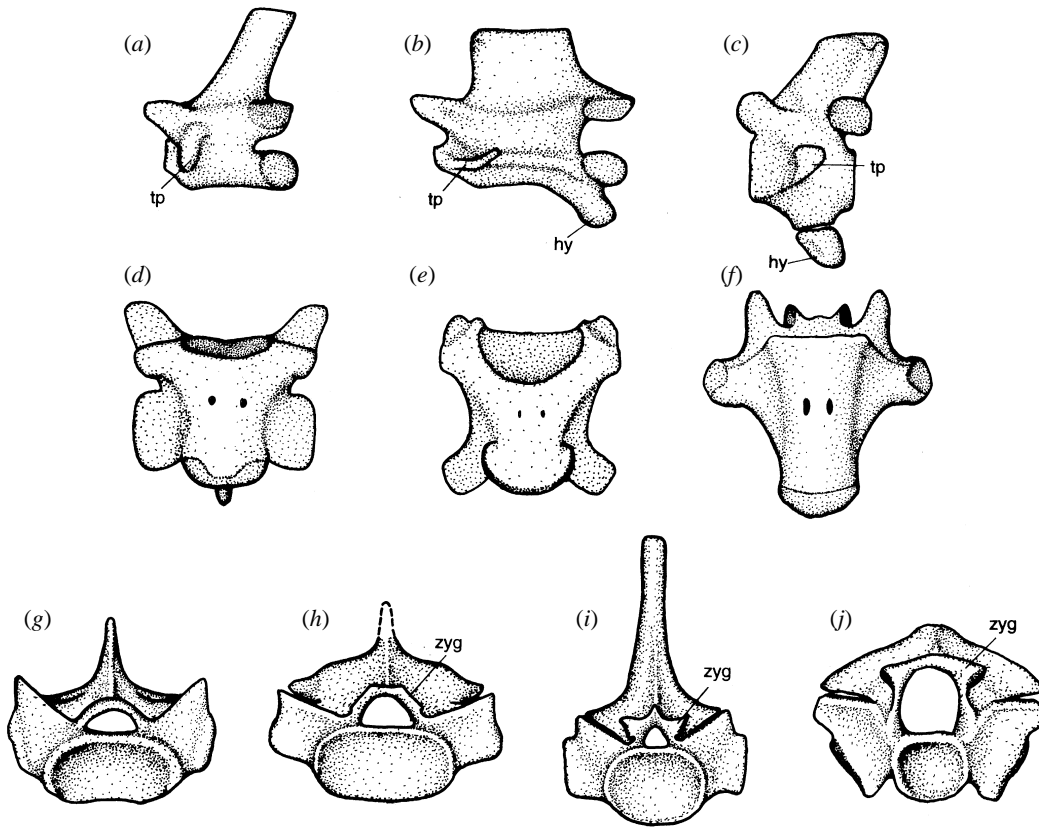 (a)
(b)
(c)
tp
tp
hy
tp
hy
(d)
(e)
(f)
(g)
(h)
zyg
(i)
zyg
(j)
zyg